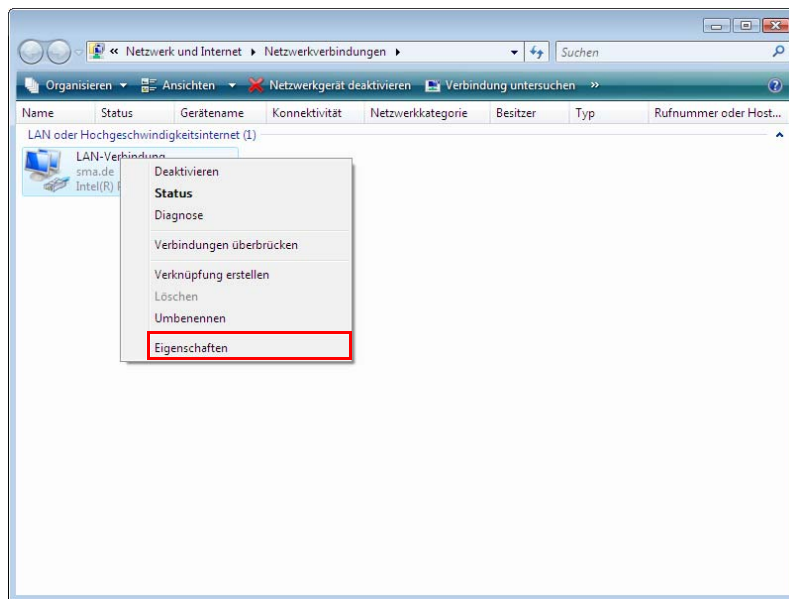 « Netzwerk und Internet Netzwerkverbindungen Suchen
Organisieren Ansichten Netzwerkgerät deaktivieren Verbindung untersuchen » ?
Name Status Gerätename Konnektivität Netzwerkkategorie Besitzer Typ Rufnummer oder Host...
LAN oder Hochgeschwindigkeitsinternet (1)
LAN-Verbindung
sma.de
Intel(R)
Deaktivieren
Status
Diagnose
Verbindungen überbrücken
Verknüpfung erstellen
Löschen
Umbenennen
Eigenschaften